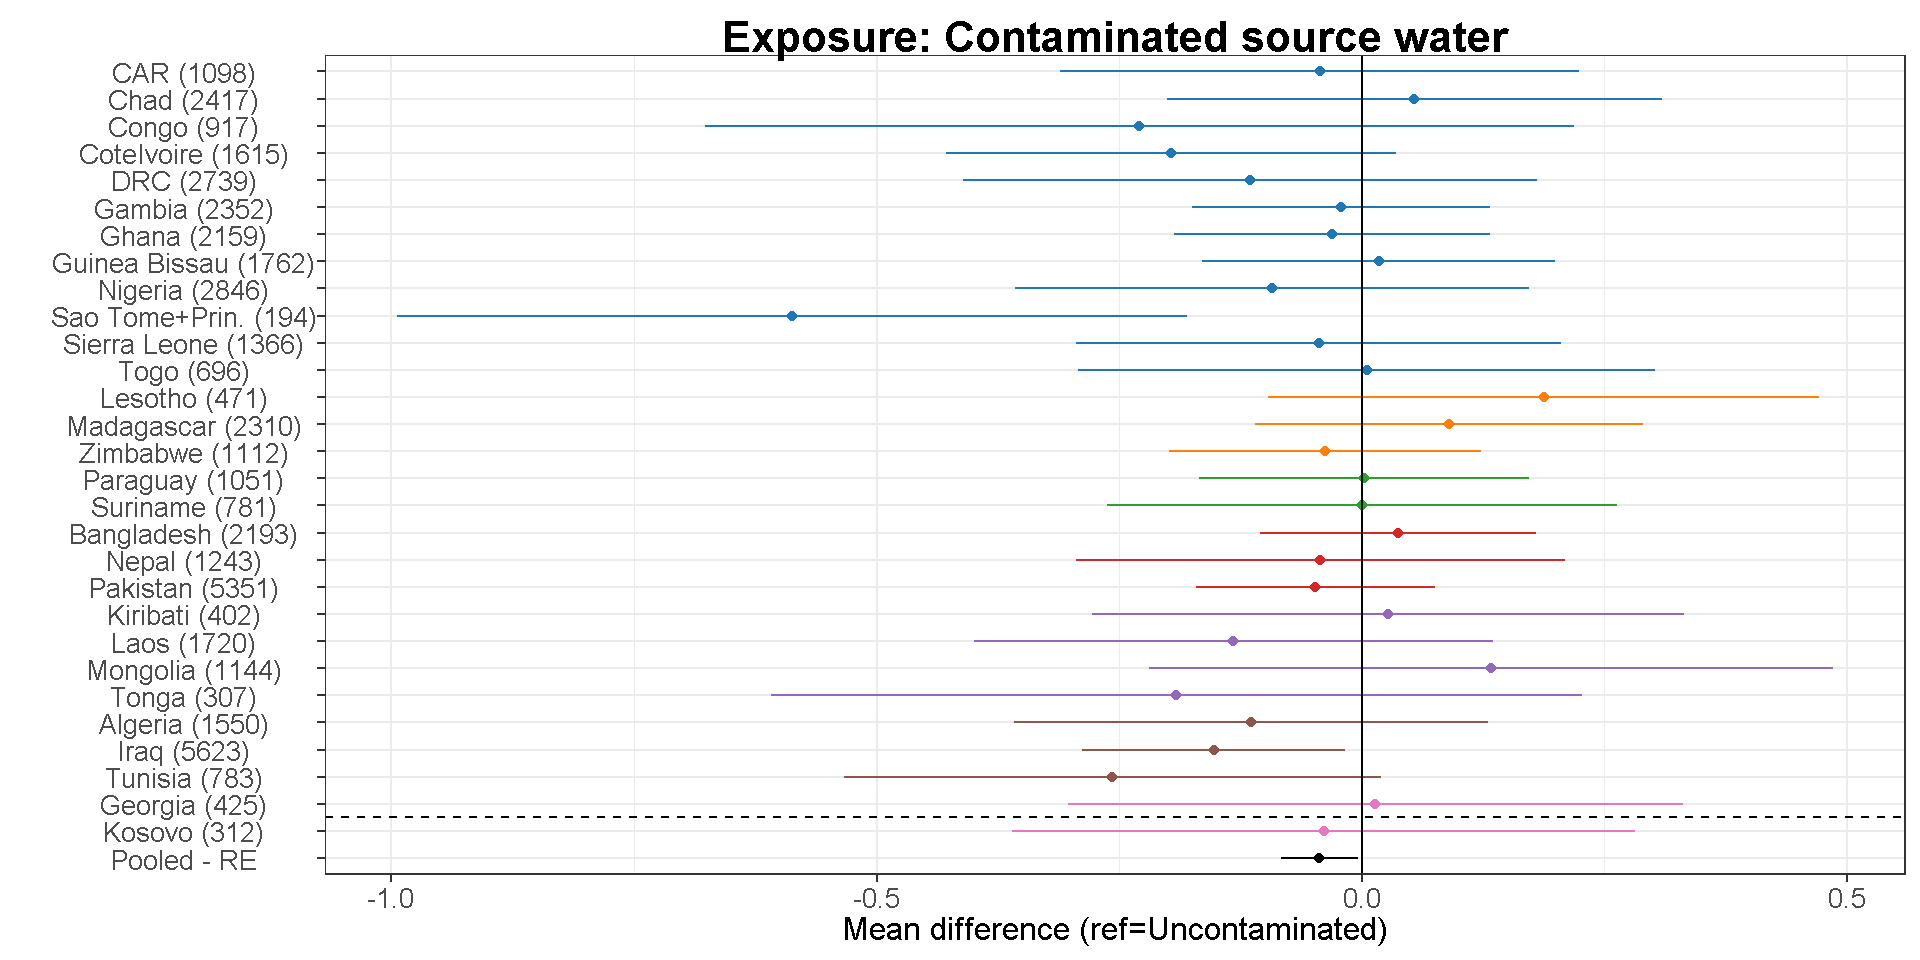 Exposure: Contaminated source water
CAR (1098)
Chad (2417)
Congo (917)
CoteIvoire (1615)
DRC (2739)
Gambia (2352)
Ghana (2159)
Guinea Bissau (1762)
Nigeria (2846)
Sao Tome+Prin. (194)
Sierra Leone (1366)
Togo (696)
Lesotho (471)
Madagascar (2310)
Zimbabwe (1112)
Paraguay (1051)
Suriname (781)
Bangladesh (2193)
Nepal (1243)
Pakistan (5351)
Kiribati (402)
Laos (1720)
Mongolia (1144)
Tonga (307)
Algeria (1550)
Iraq (5623)
Tunisia (783)
Georgia (425)
Kosovo (312)
Pooled - RE
-1.0 -0.5 0.0 0.5
Mean difference (ref=Uncontaminated)